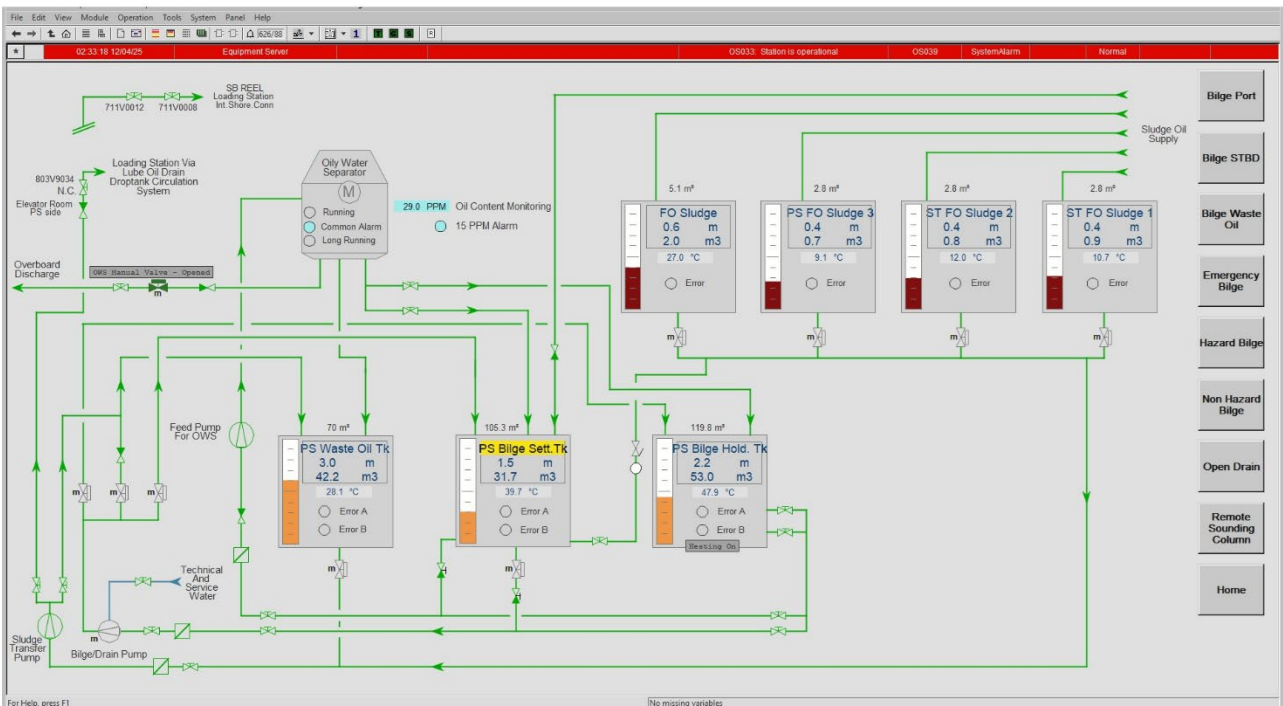 File Edit View Module Operation Tools System Panel Help
626/88
1
02:33:18 12/04/25 Equipment Server OS033: Station is operational OS039 SystemAlarm Normal
SB REEL
Loading Station
Int.Shore.Conn
711V0012 711V0008
Loading Station Via
Lube Oil Drain
Droptank Circulation
System
803V9034
N.C.
Elevator Room
PS side
Overboard
Discharge
OWS Manual Valve - Opened
m
Oily Water
Separator
M
Running
Common Alarm
Long Running
29.0 PPM Oil Content Monitoring
15 PPM Alarm
Sludge Oil
Supply
5.1 m³
FO Sludge
0.6 m
2.0 m3
27.0 °C
Error
m
2.8 m³
PS FO Sludge 3
0.4 m
0.7 m3
9.1 °C
Error
m
2.8 m³
ST FO Sludge 2
0.4 m
0.8 m3
12.0 °C
Error
m
2.8 m³
ST FO Sludge 1
0.4 m
0.9 m3
10.7 °C
Error
m
Feed Pump
For OWS
70 m³
PS Waste Oil Tk
3.0 m
42.2 m3
28.1 °C
Error A
Error B
m
105.3 m³
PS Bilge Sett.Tk
1.5 m
31.7 m3
39.7 °C
Error A
Error B
m
119.8 m³
PS Bilge Hold. Tk
2.2 m
53.0 m3
47.9 °C
Error A
Error B
Heating On
m m m
Technical
And
Service
Water
Sludge
Transfer
Pump
m
Bilge/Drain Pump
Bilge Port
Bilge STBD
Bilge Waste
Oil
Emergency
Bilge
Hazard Bilge
Non Hazard
Bilge
Open Drain
Remote
Sounding
Column
Home
For Help, press F1 No missing variables